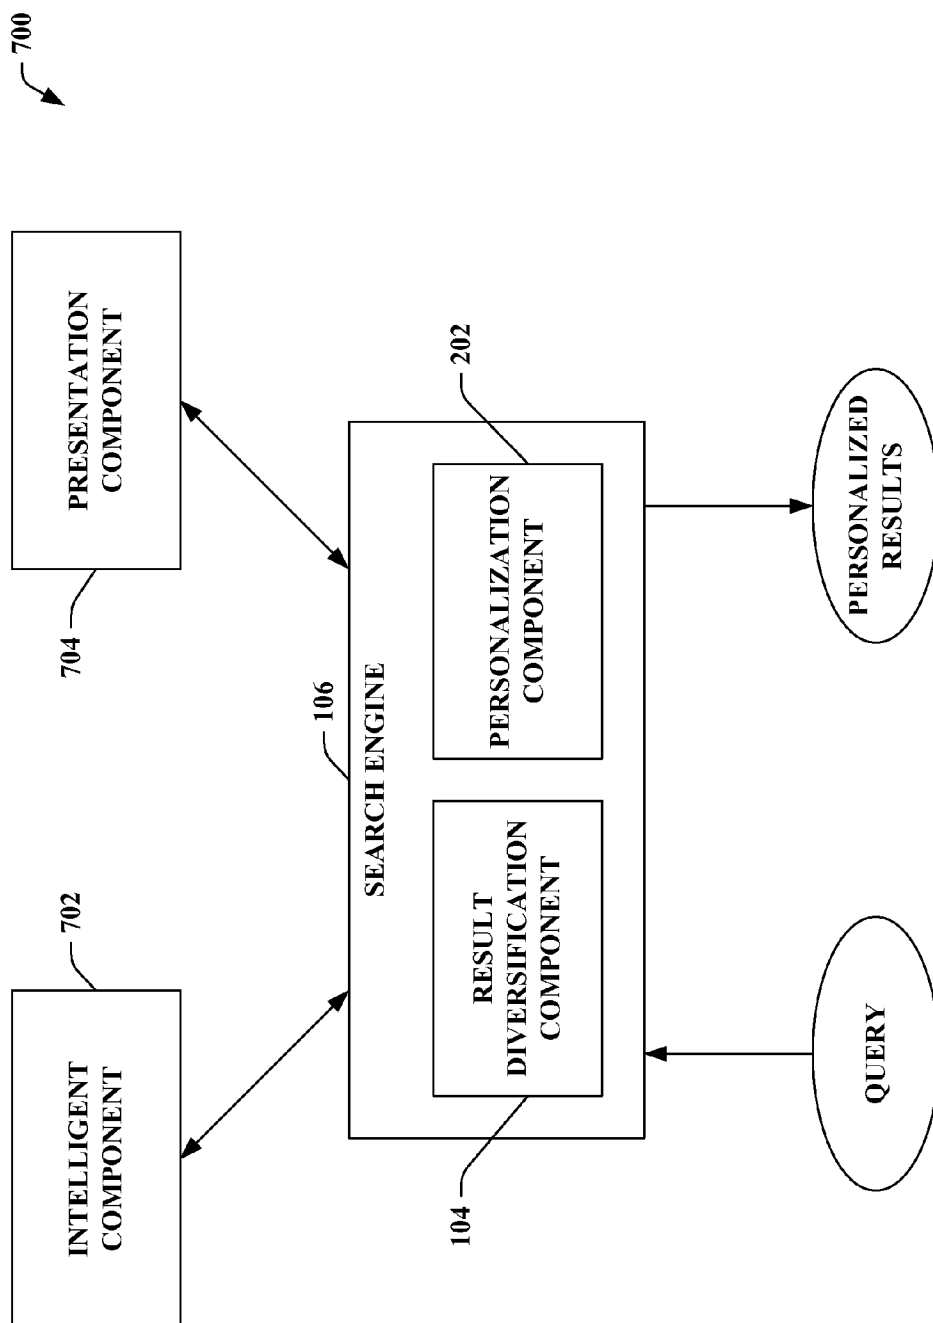 700
INTELLIGENT
COMPONENT
702
PRESENTATION
COMPONENT
704
106
SEARCH ENGINE
RESULT
DIVERSIFICATION
COMPONENT
104
PERSONALIZATION
COMPONENT
202
QUERY
PERSONALIZED
RESULTS